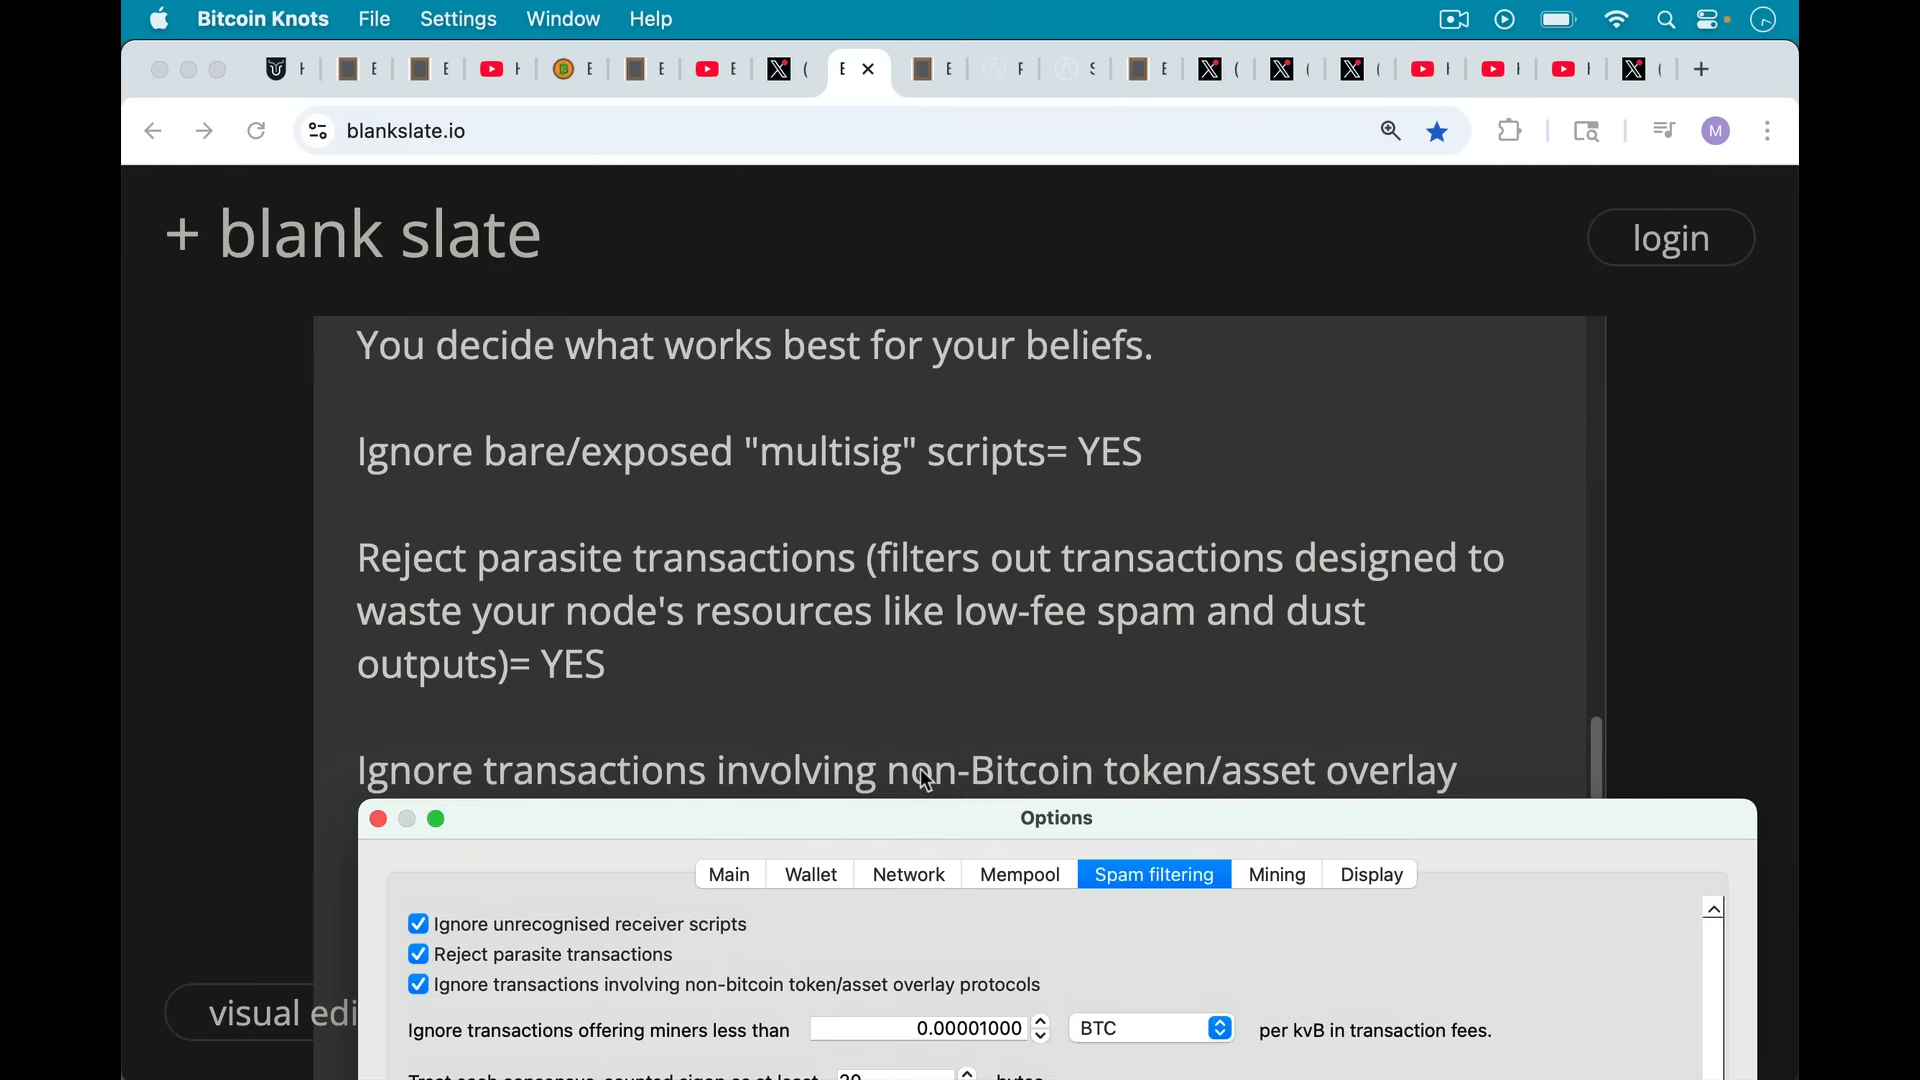 Bitcoin Knots File Settings Window Help
blankslate.io
M
+ blank slate
login
You decide what works best for your beliefs.
Ignore bare/exposed "multisig" scripts= YES
Reject parasite transactions (filters out transactions designed to
waste your node's resources like low-fee spam and dust
outputs)= YES
Ignore transactions involving non-Bitcoin token/asset overlay
Options
Main Wallet Network Mempool Spam filtering Mining Display
Ignore unrecognised receiver scripts
Reject parasite transactions
Ignore transactions involving non-bitcoin token/asset overlay protocols
visual edi
Ignore transactions offering miners less than 0.00001000 BTC per kvB in transaction fees.